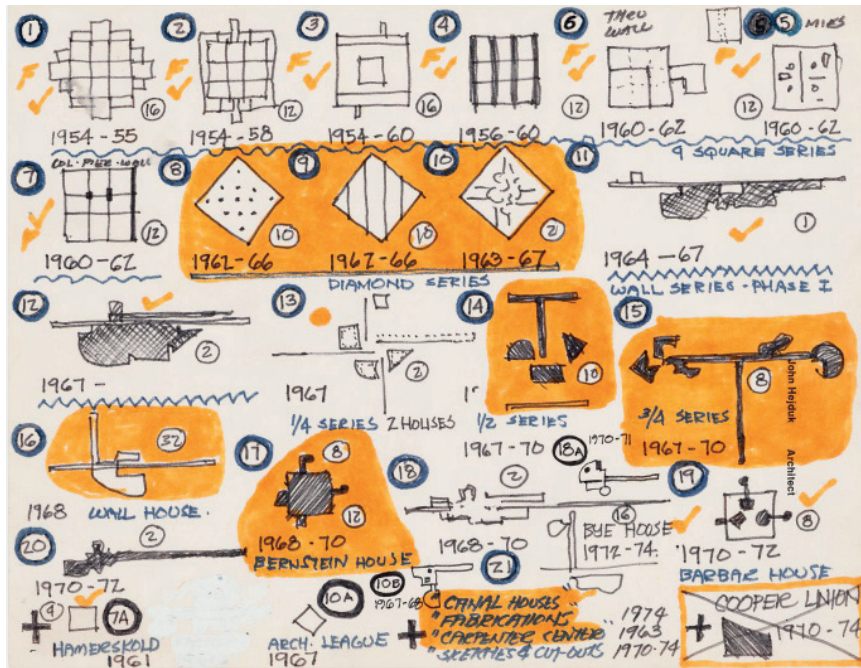 1 2 3 4 6 THRU WALL 5 5 MIES
16 12 16 12 12
1954-55 1954-58 1954-60 1956-60 1960-62 1960-62
9 SQUARE SERIES
7 COL·PIER·WALL 8 9 10 11
12 10 10 2 1
1960-62 1962-66 1962-66 1963-67 1964-67
DIAMOND SERIES WALL SERIES - PHASE I
12 13 14 15
2 2 10 8
1967- 1967
1/4 SERIES 2 HOUSES 1/2 SERIES 3/4 SERIES
1967-70 1967-70
John Hejduk Architect
16 32 17 8 18 2 18A 1970-71 19
12 16 8
1968 WALL HOUSE. 1968-70 1968-70 BYE HOUSE 1970-72
BERNSTEIN HOUSE 1972-74. BARBAR HOUSE
20 2 21
1970-72
9 7A 10A 10B 1967-68
"CANAL HOUSES" 1974
"FABRICATIONS"
"CARPENTER CENTER" 1963
"SKETCHES & CUT-OUTS 1970-74
HAMERSKOLD ARCH. LEAGUE
1961 1967
COOPER UNION
1970-74